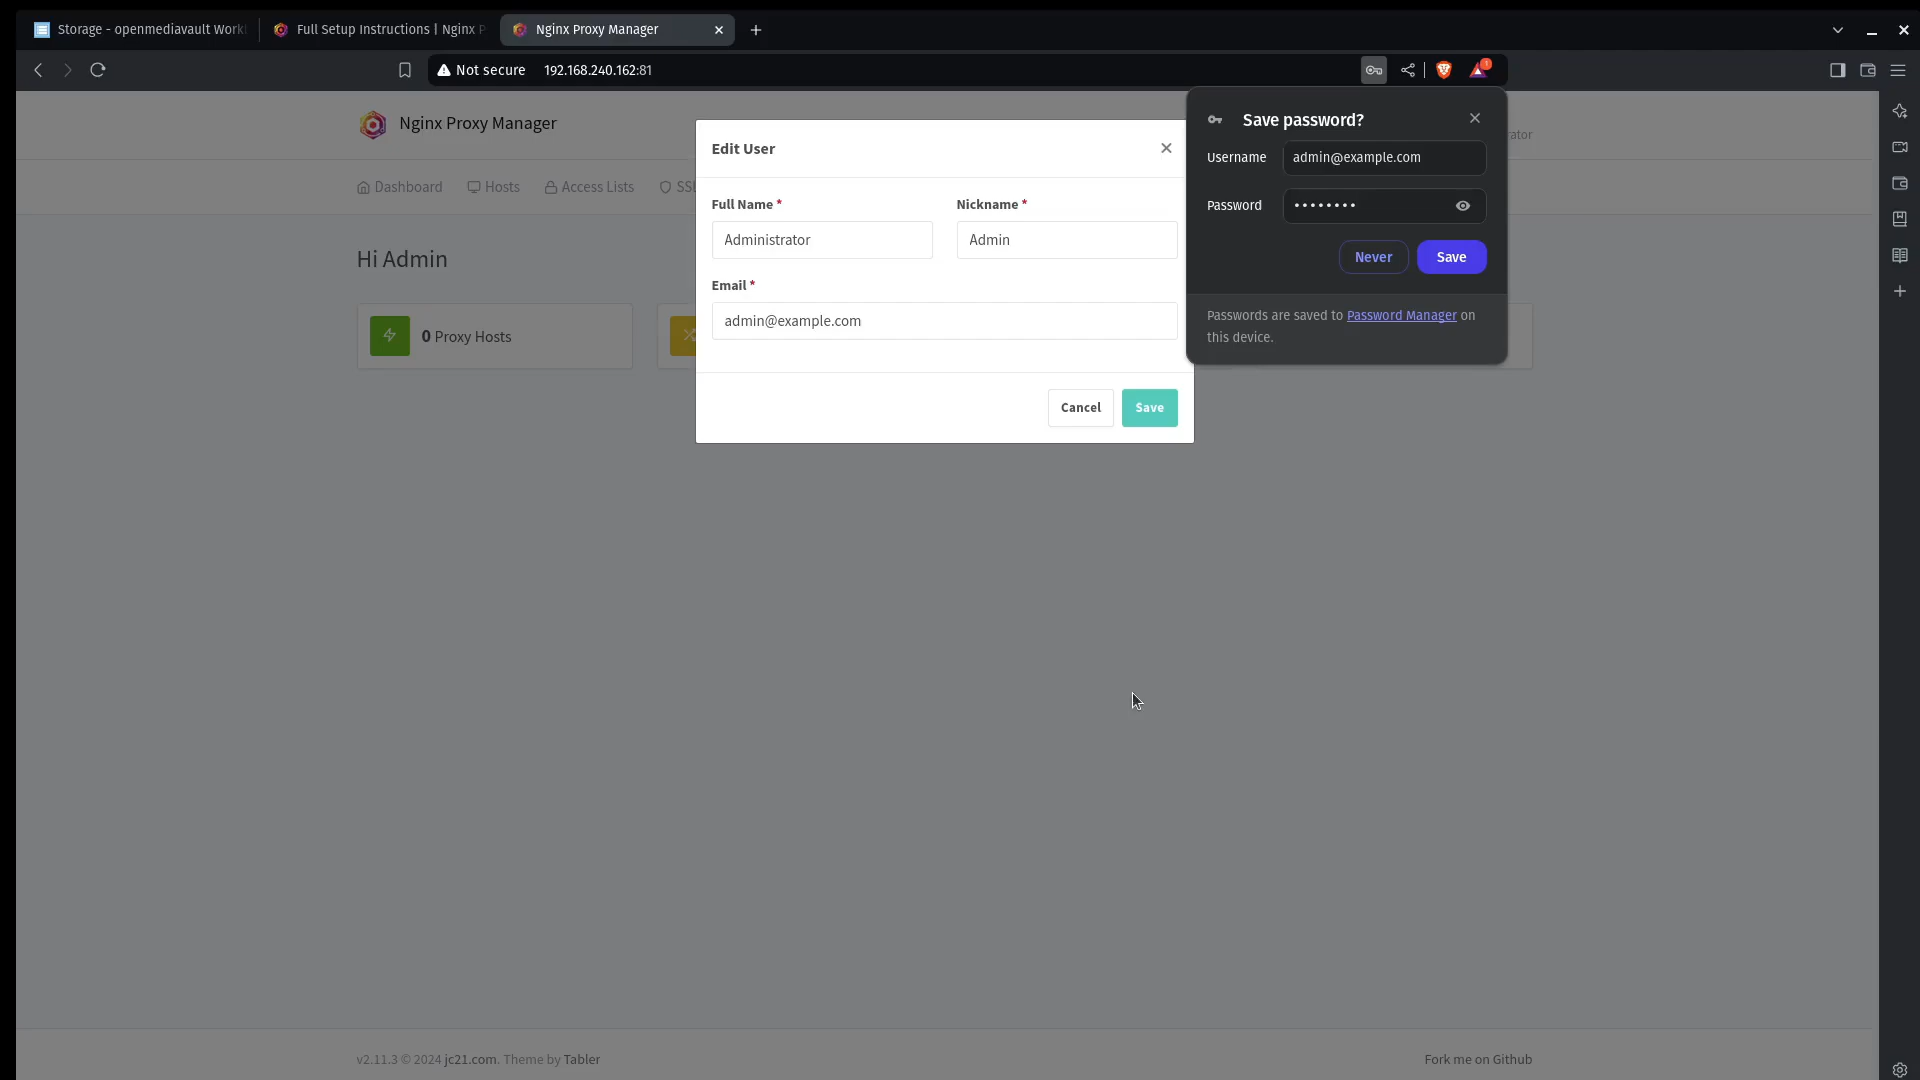 Storage - openmediavault Work
Full Setup Instructions | Nginx P
Nginx Proxy Manager
Not secure 192.168.240.162:81
1
Nginx Proxy Manager
ator
Dashboard Hosts Access Lists SSL
Hi Admin
0 Proxy Hosts
Edit User
Full Name *
Nickname *
Administrator
Admin
Email *
admin@example.com
Cancel Save
Save password?
Username admin@example.com
Password ••••••••
Never Save
Passwords are saved to Password Manager on
this device.
v2.11.3 © 2024 jc21.com. Theme by Tabler
Fork me on Github